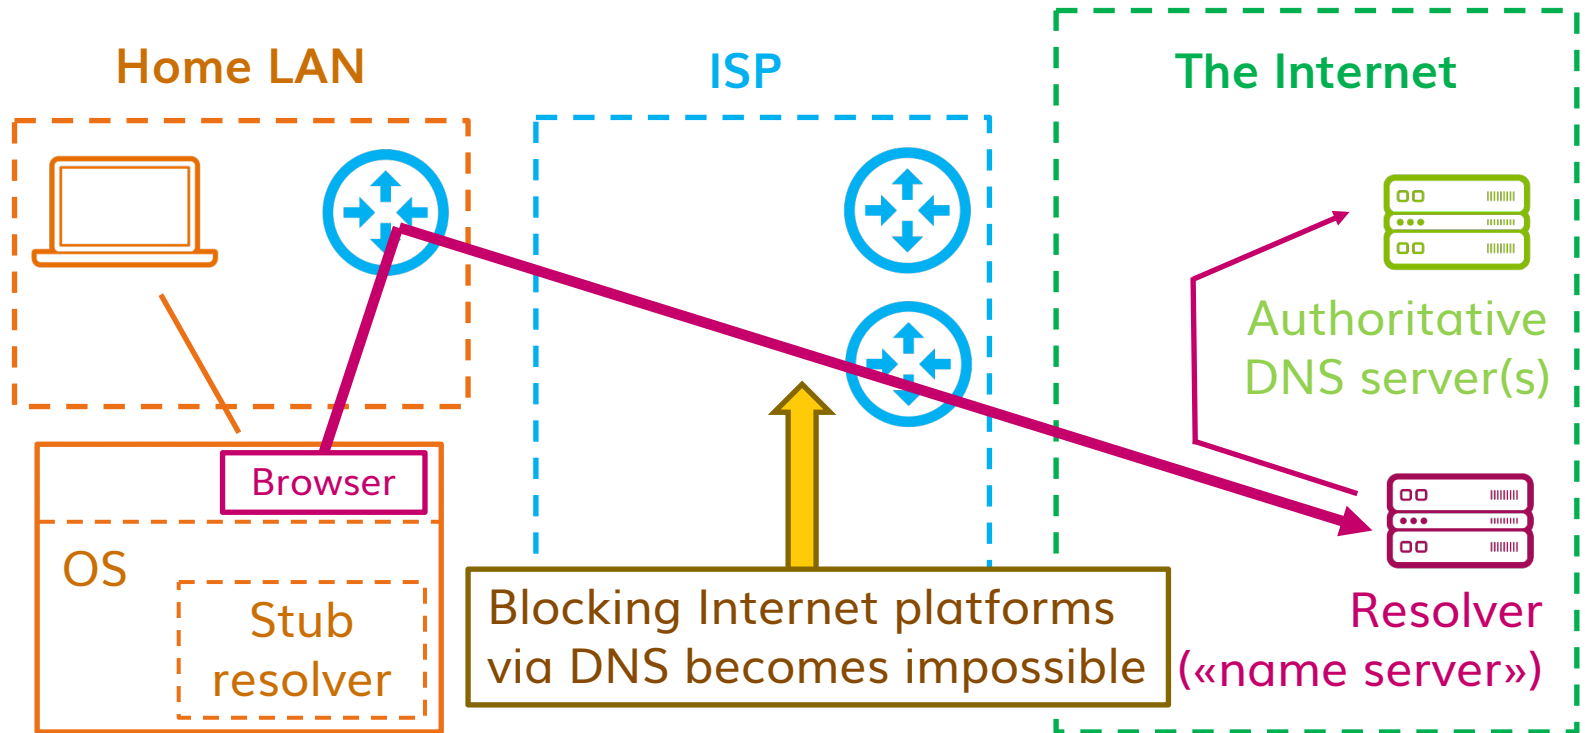 Home LAN
ISP
The Internet
Authoritative
DNS server(s)
Browser
OS
Stub
resolver
Blocking Internet platforms
via DNS becomes impossible
Resolver
(«name server»)